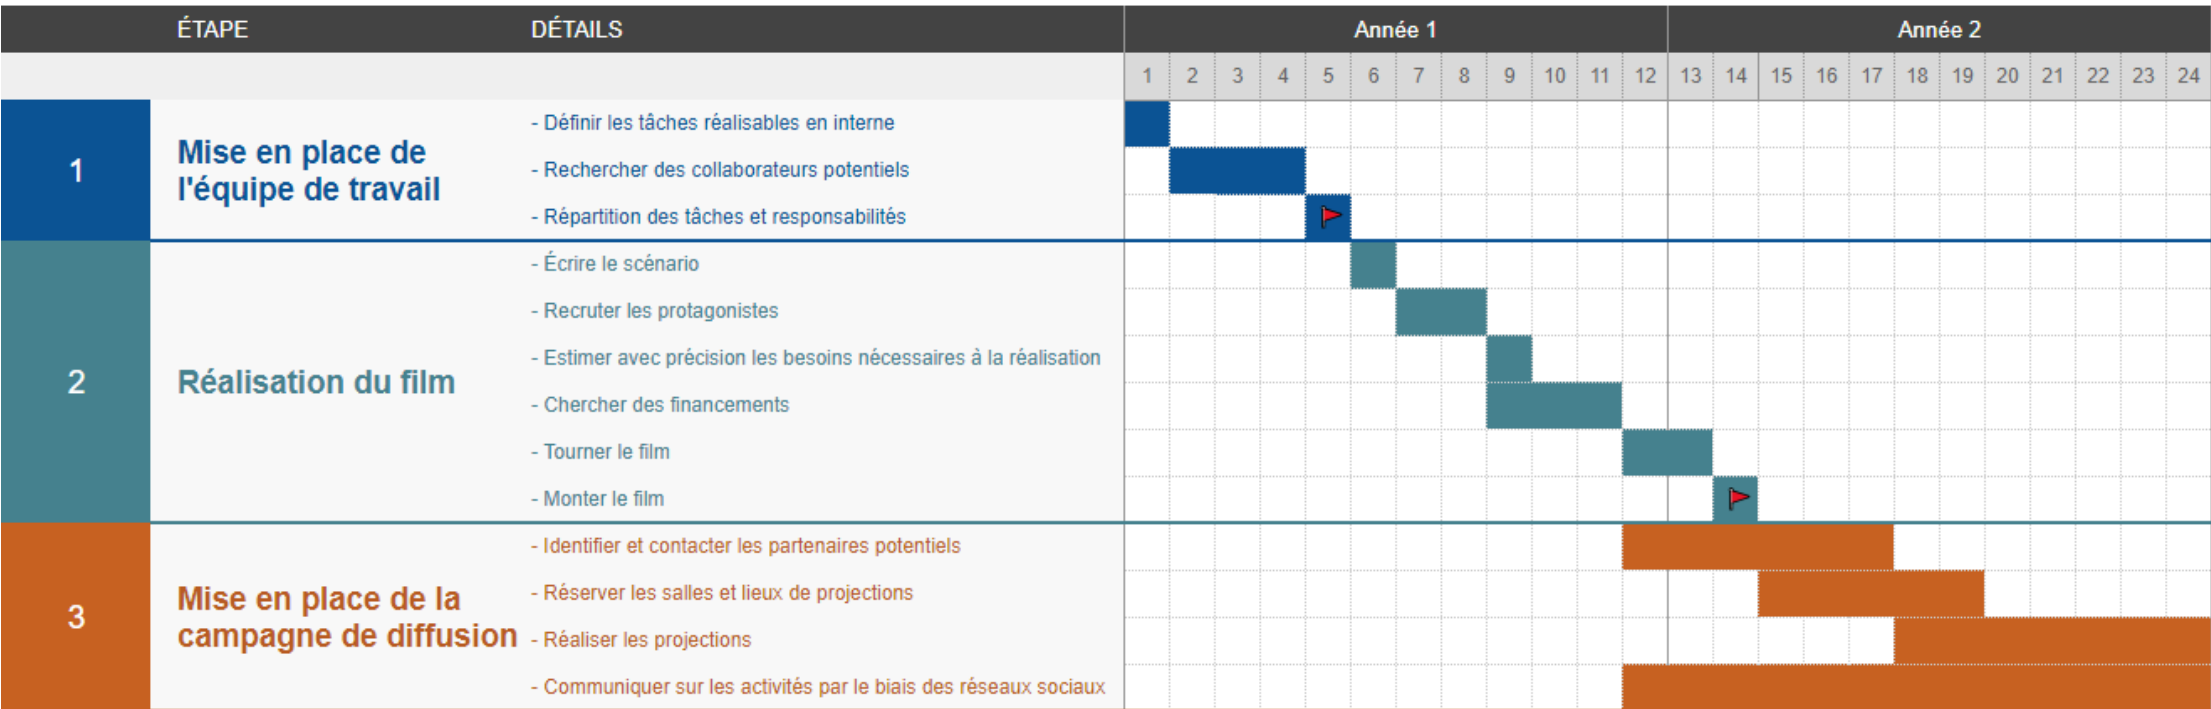 ÉTAPE DÉTAILS Année 1 Année 2
1 2 3 4 5 6 7 8 9 10 11 12 13 14 15 16 17 18 19 20 21 22 23 24
1
Mise en place de
l'équipe de travail
- Définir les tâches réalisables en interne
- Rechercher des collaborateurs potentiels
- Répartition des tâches et responsabilités
2
Réalisation du film
- Écrire le scénario
- Recruter les protagonistes
- Estimer avec précision les besoins nécessaires à la réalisation
- Chercher des financements
- Tourner le film
- Monter le film
3
Mise en place de la
campagne de diffusion
- Identifier et contacter les partenaires potentiels
- Réserver les salles et lieux de projections
- Réaliser les projections
- Communiquer sur les activités par le biais des réseaux sociaux